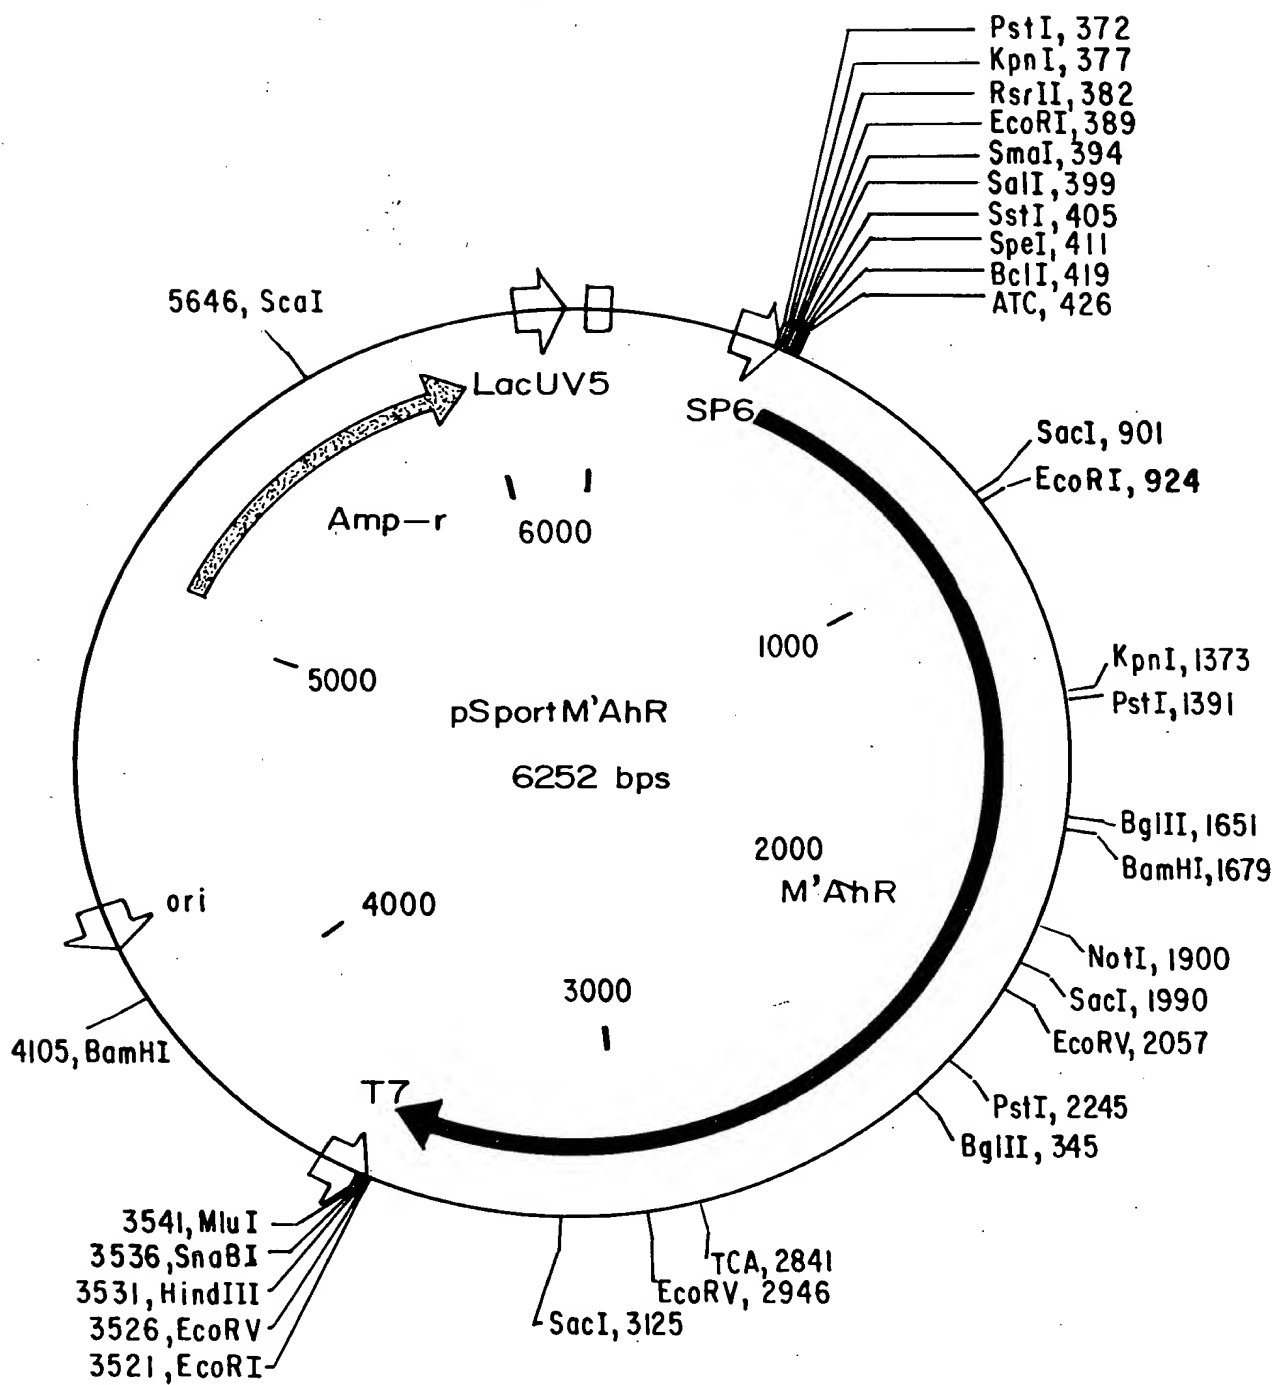 PstI, 372
KpnI, 377
RsrII, 382
EcoRI, 389
SmaI, 394
SalI, 399
SstI, 405
SpeI, 411
BclI, 419
ATC, 426
5646, ScaI
LacUV5
SP6
SacI, 901
EcoRI, 924
Amp-r
6000
1000
5000
KpnI, 1373
PstI, 1391
pSportM'AhR
6252 bps
BglII, 1651
BamHI, 1679
2000
M'AhR
ori
4000
NotI, 1900
SacI, 1990
EcoRV, 2057
3000
4105, BamHI
T7
PstI, 2245
BglII, 345
3541, MluI
3536, SnaBI
3531, HindIII
3526, EcoRV
3521, EcoRI
TCA, 2841
EcoRV, 2946
SacI, 3125